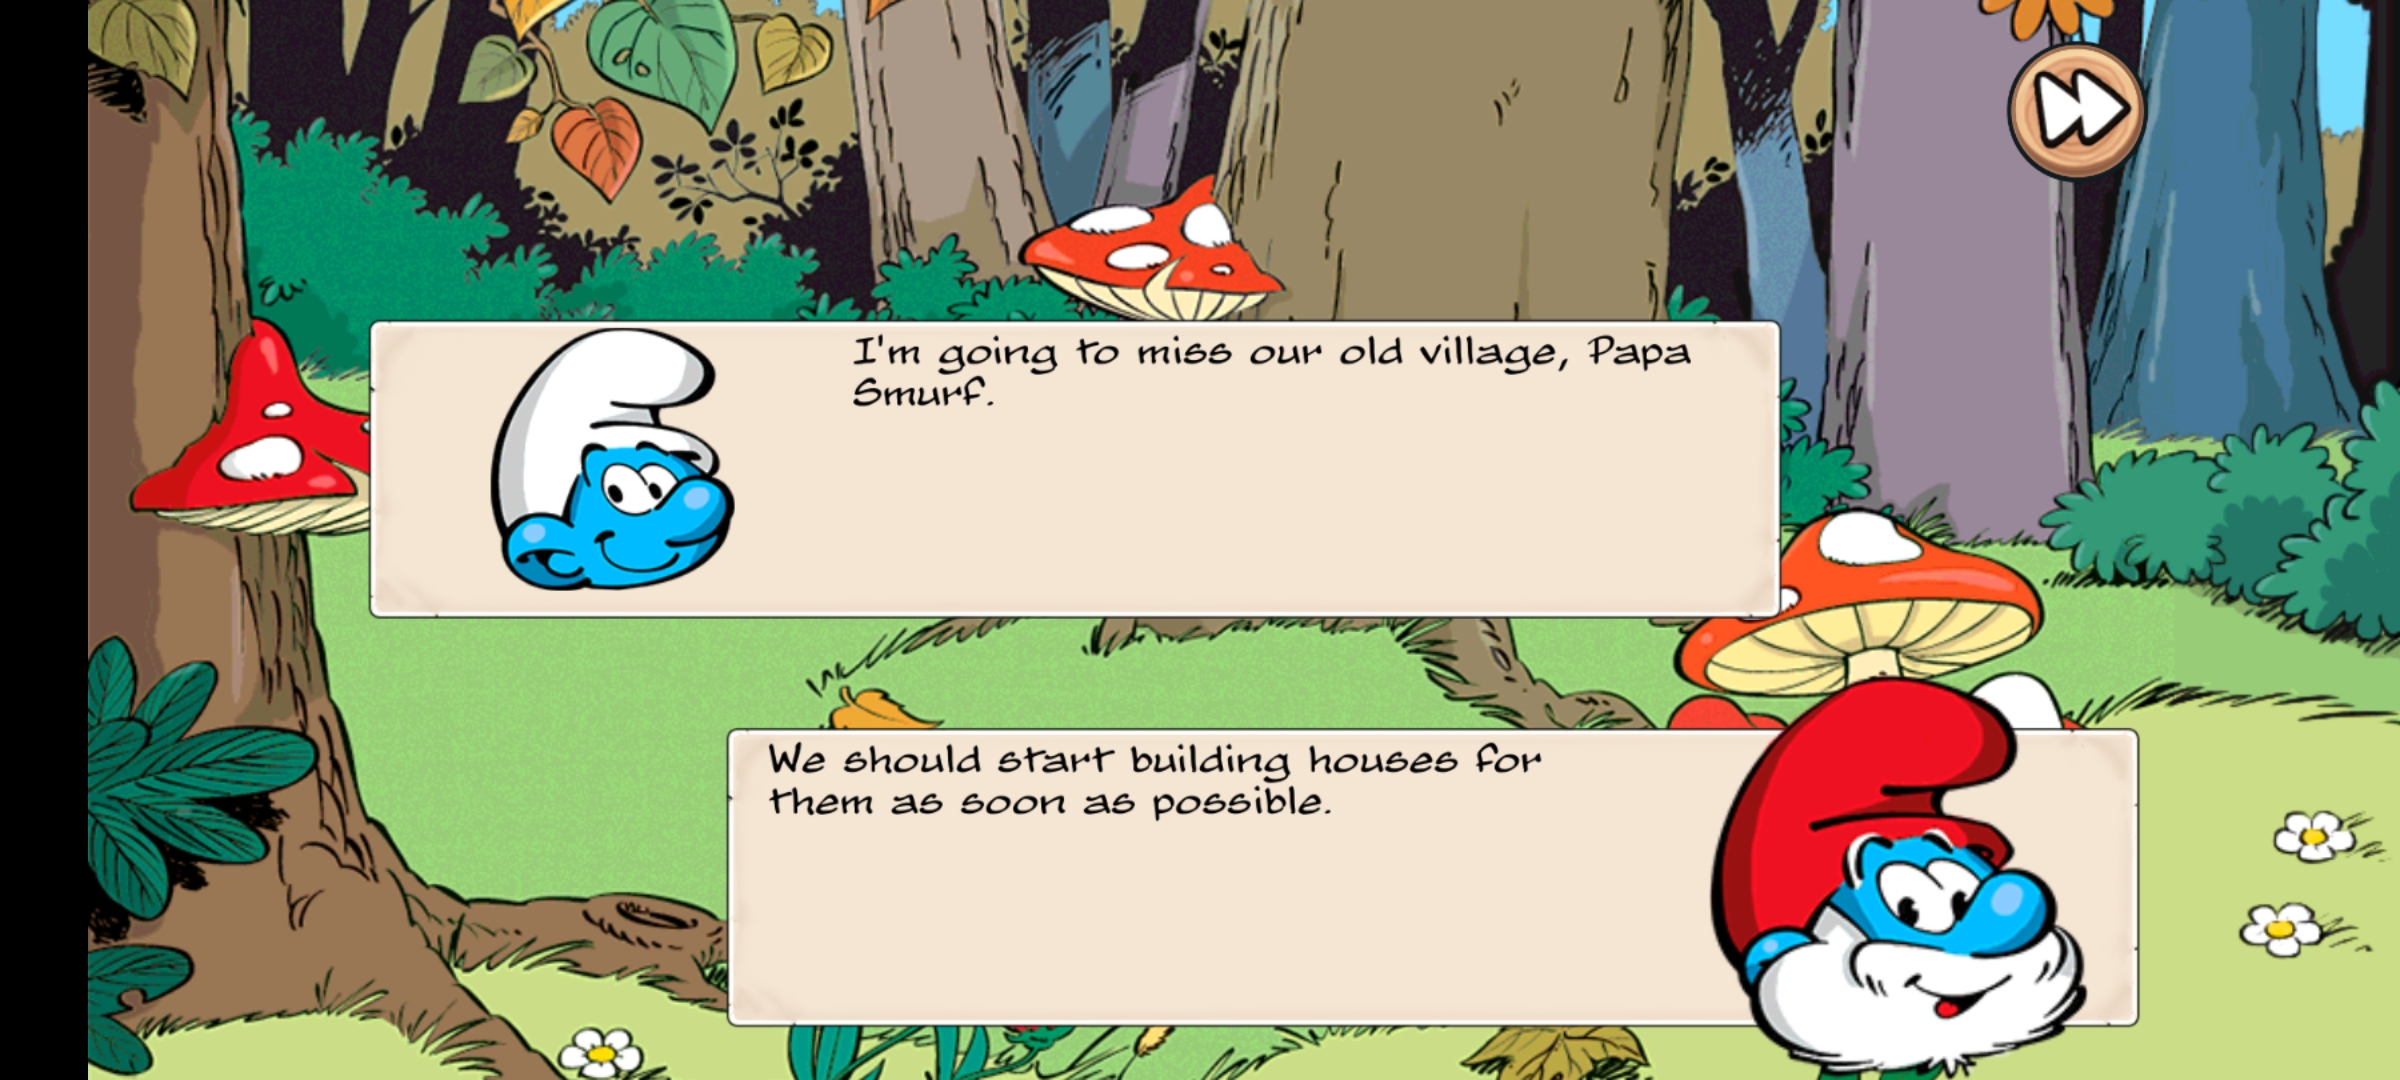 I'm going to miss our old village, Papa
Smurf.
We should start building houses for
them as soon as possible.